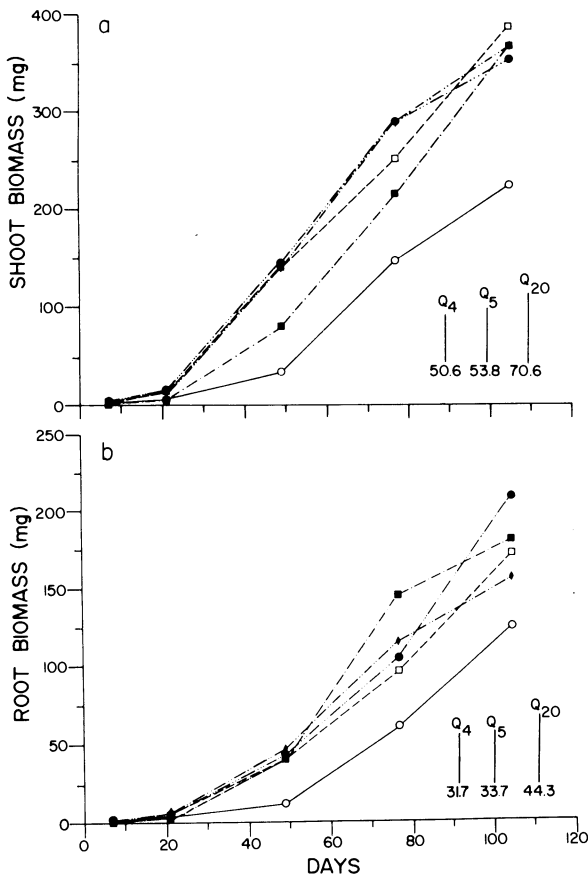 a
400
300
200
100
0
SHOOT BIOMASS (mg)
Q4 Q5 Q20
50.6 53.8 70.6
b
250
200
150
100
50
0
ROOT BIOMASS (mg)
Q4 Q5 Q20
31.7 33.7 44.3
0 20 40 60 80 100 120
DAYS